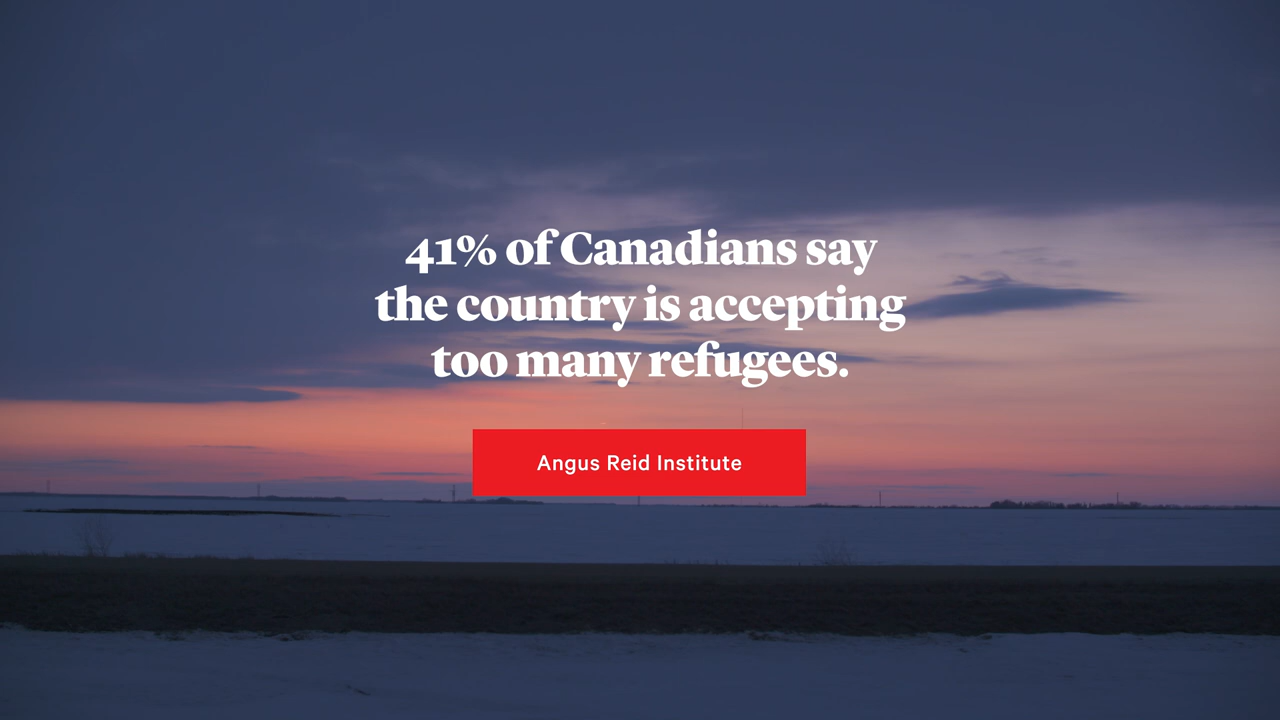 41% of Canadians say
the country is accepting
too many refugees.
Angus Reid Institute